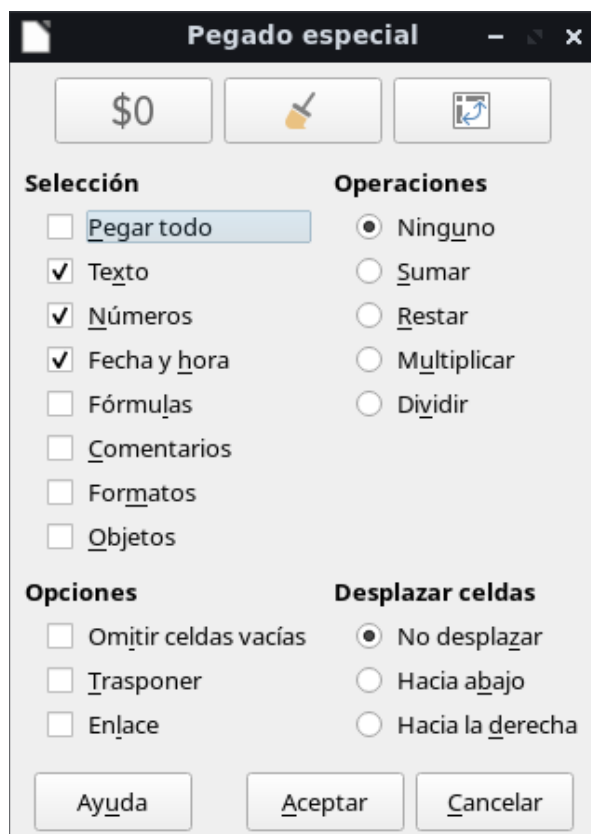 Pegado especial
$0
Selección
Pegar todo
Texto
Números
Fecha y hora
Fórmulas
Comentarios
Formatos
Objetos
Operaciones
Ninguno
Sumar
Restar
Multiplicar
Dividir
Opciones
Omitir celdas vacías
Trasponer
Enlace
Desplazar celdas
No desplazar
Hacia abajo
Hacia la derecha
Ayuda
Aceptar
Cancelar